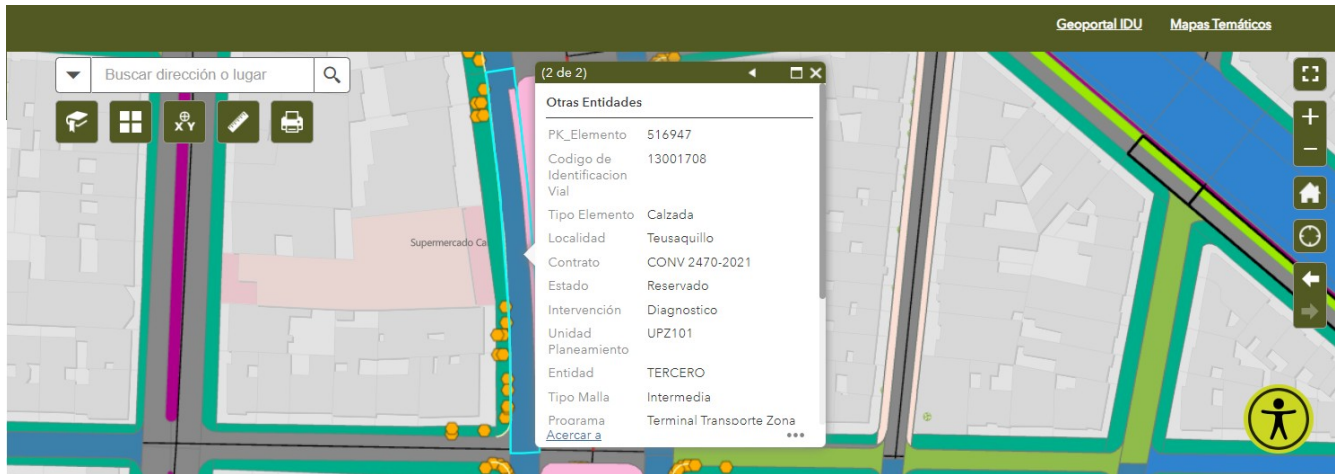 Geoportal IDU Mapas Temáticos
Buscar dirección o lugar
X Y
(2 de 2)
Otras Entidades
PK_Elemento 516947
Codigo de Identificacion Vial 13001708
Tipo Elemento Calzada
Localidad Teusaquillo
Contrato CONV 2470-2021
Estado Reservado
Intervención Diagnostico
Unidad Planeamiento UPZ101
Entidad TERCERO
Tipo Malla Intermedia
Programa Terminal Transporte Zona
Acercar a
Supermercado Ca